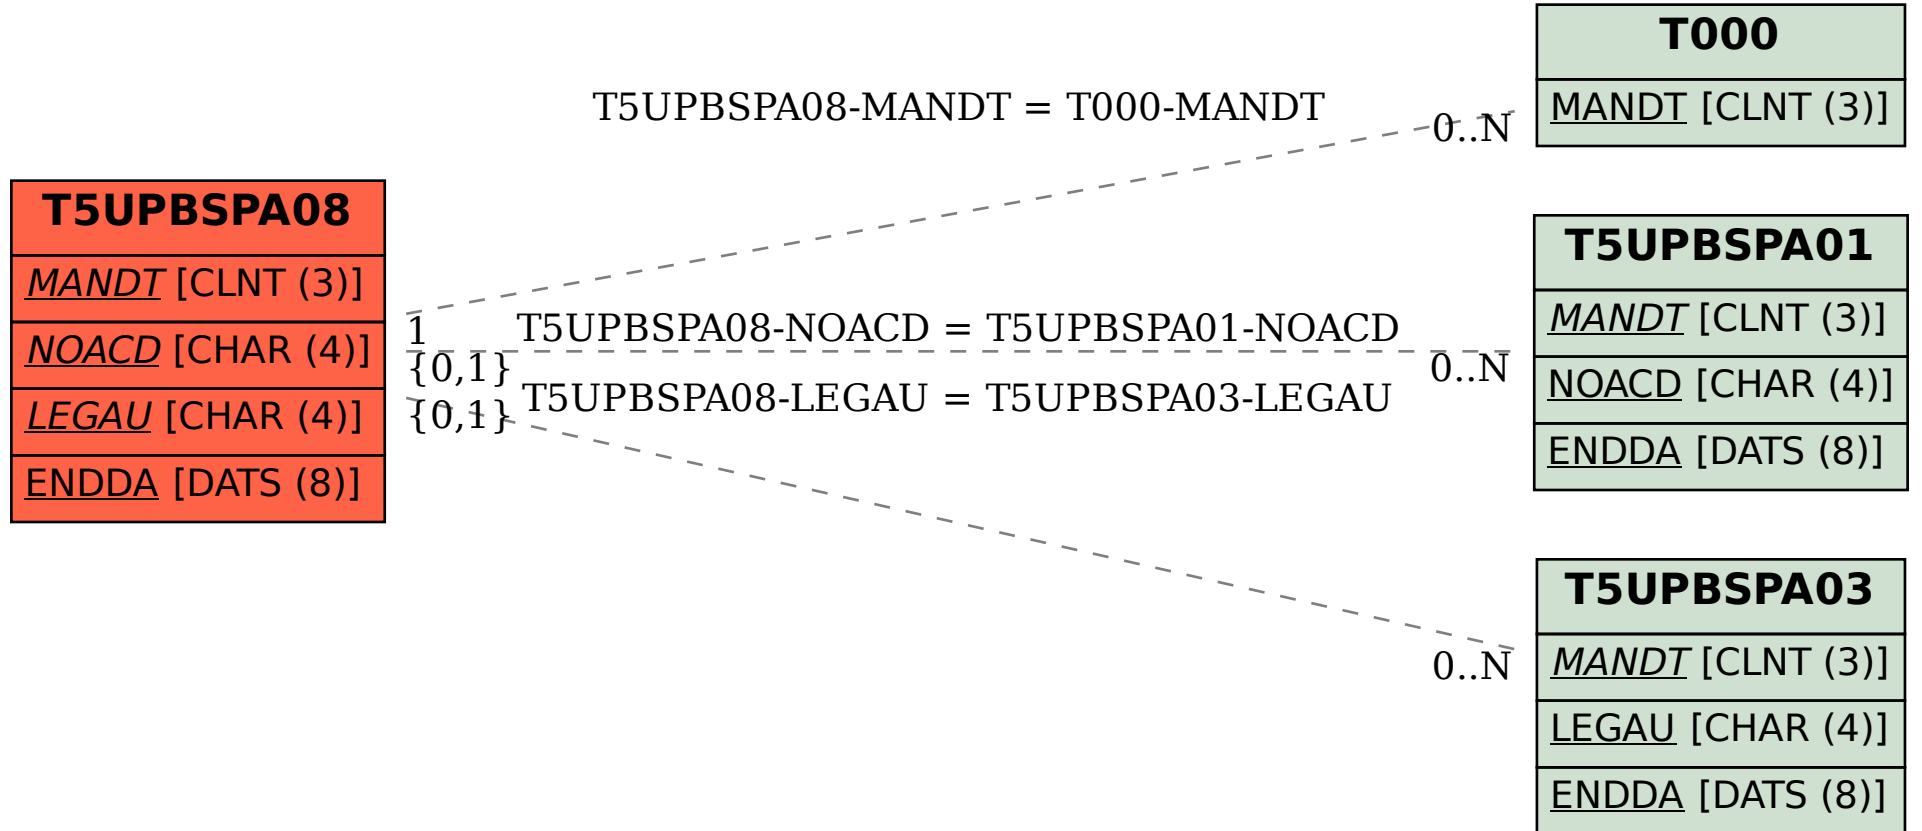 T000
MANDT [CLNT (3)]
T5UPBSPA08-MANDT = T000-MANDT
0..N
T5UPBSPA08
MANDT [CLNT (3)]
NOACD [CHAR (4)]
LEGAU [CHAR (4)]
ENDDA [DATS (8)]
1
T5UPBSPA08-NOACD = T5UPBSPA01-NOACD
{0,1}
0..N
T5UPBSPA08-LEGAU = T5UPBSPA03-LEGAU
{0,1}
0..N
T5UPBSPA01
MANDT [CLNT (3)]
NOACD [CHAR (4)]
ENDDA [DATS (8)]
T5UPBSPA03
MANDT [CLNT (3)]
LEGAU [CHAR (4)]
ENDDA [DATS (8)]